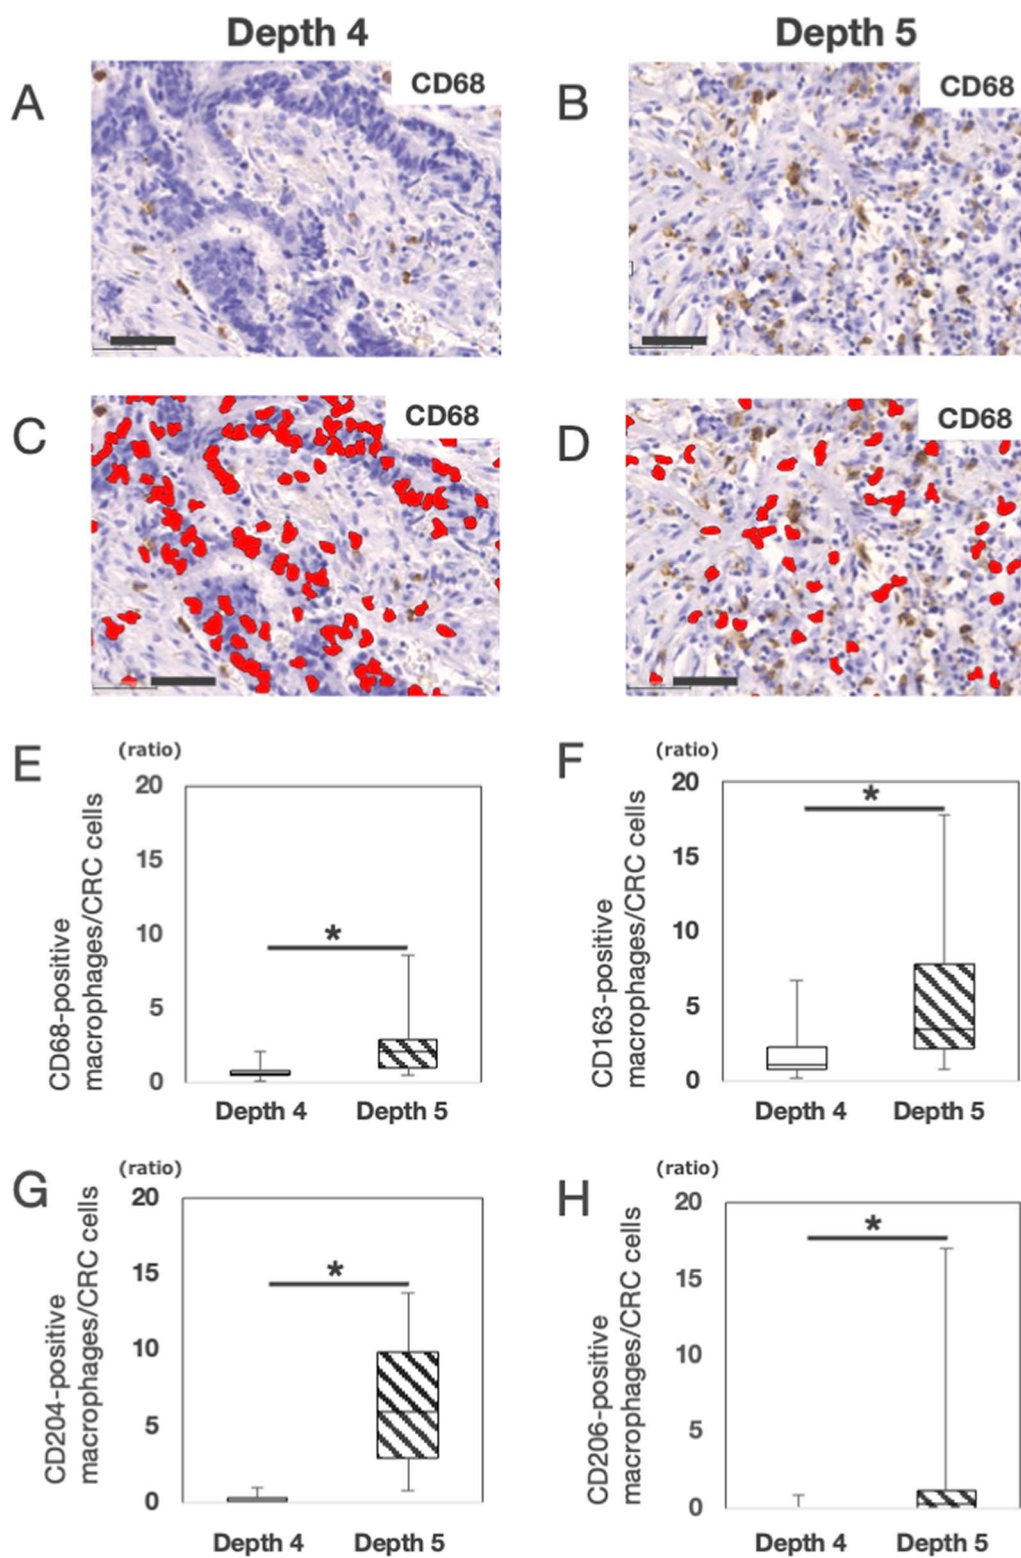 Depth 4
Depth 5
A
CD68
B
CD68
C
CD68
D
CD68
E
(ratio)
CD68-positive
macrophages/CRC cells
20
15
10
5
0
*
Depth 4
Depth 5
F
(ratio)
CD163-positive
macrophages/CRC cells
20
15
10
5
0
*
Depth 4
Depth 5
G
(ratio)
CD204-positive
macrophages/CRC cells
20
15
10
5
0
*
Depth 4
Depth 5
H
(ratio)
CD206-positive
macrophages/CRC cells
20
15
10
5
0
*
Depth 4
Depth 5